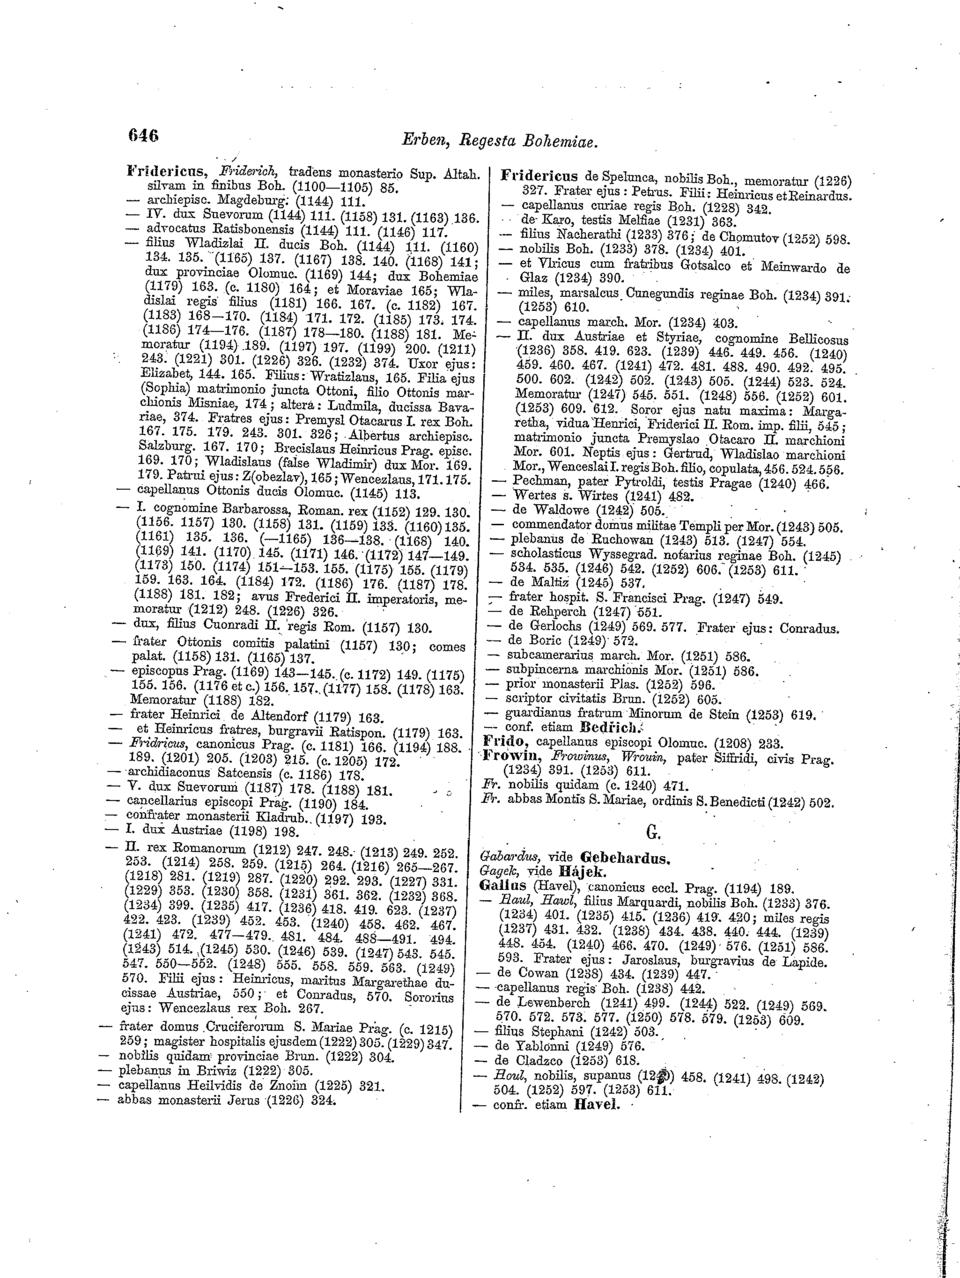 646
Erben, Regesta Bohemiae.
Fridericus, Friderich, tradens monasterio Sup. Altah.
silvam in finibus Boh. (1100—1105) 85.
— archiepisc. Magdeburg. (1144) 111.
— IV. dux Suevorum (1144) 111. (1158) 131. (1163) 136.
— advocatus Ratisbonensis (1144) 111. (1146) 117.
— filius Wladizlai II. ducis Boh. (1144) 111. (1160)
134. 135. (1165) 137. (1167) 138. 140. (1168) 141;
dux provinciae Olomuc. (1169) 144; dux Bohemiae
(1179) 163. (c. 1180) 164; et Moraviae 165; Wla-
dislai regis filius (1181) 166. 167. (c. 1182) 167.
(1183) 168—170. (1184) 171. 172. (1185) 173. 174.
(1186) 174—176. (1187) 178—180. (1188) 181. Me-
moratur (1194) 189. (1197) 197. (1199) 200. (1211)
243. (1221) 301. (1226) 326. (1232) 374. Uxor ejus:
Elizabet, 144. 165. Filius: Wratizlaus, 165. Filia ejus
(Sophia) matrimonio juncta Ottoni, filio Ottonis mar-
chionis Misniae, 174; altera: Ludmila, ducissa Bava-
riae, 374. Fratres ejus: Premysl Otacarus I. rex Boh.
167. 175. 179. 243. 301. 326; Albertus archiepisc.
Salzburg. 167. 170; Brecislaus Heinricus Prag. episc.
169. 170; Wladislaus (false Wladimir) dux Mor. 169.
179. Patrui ejus: Z(obezlav), 165; Wencezlaus, 171. 175.
— capellanus Ottonis ducis Olomuc. (1145) 113.
— I. cognomine Barbarossa, Roman. rex (1152) 129. 130.
(1156. 1157) 130. (1158) 131. (1159) 133. (1160) 135.
(1161) 135. 136. (—1165) 136—138. (1168) 140.
(1169) 141. (1170) 145. (1171) 146. (1172) 147—149.
(1173) 150. (1174) 151—153. 155. (1175) 155. (1179)
159. 163. 164. (1184) 172. (1186) 176. (1187) 178.
(1188) 181. 182; avus Frederici II. imperatoris, me-
moratur (1212) 248. (1226) 326.
— dux, filius Cuonradi II. regis Rom. (1157) 130.
— frater Ottonis comitis palatini (1157) 130; comes
palat. (1158) 131. (1165) 137.
— episcopus Prag. (1169) 143—145. (c. 1172) 149. (1175)
155. 156. (1176 et c.) 156. 157. (1177) 158. (1178) 163.
Memoratur (1188) 182.
— frater Heinrici de Altendorf (1179) 163.
— et Heinricus fratres, burgravii Ratispon. (1179) 163.
— Fridricus, canonicus Prag. (c. 1181) 166. (1194) 188.
189. (1201) 205. (1203) 215. (c. 1205) 172.
— archidiaconus Satcensis (c. 1186) 178.
— V. dux Suevorum (1187) 178. (1188) 181.
— cancellarius episcopi Prag. (1190) 184.
— confrater monasterii Kladrub. (1197) 193.
— I. dux Austriae (1198) 198.
— II. rex Romanorum (1212) 247. 248. (1213) 249. 252.
253. (1214) 258. 259. (1215) 264. (1216) 265—267.
(1218) 281. (1219) 287. (1220) 292. 293. (1227) 331.
(1229) 353. (1230) 358. (1231) 361. 362. (1232) 368.
(1234) 399. (1235) 417. (1236) 418. 419. 623. (1237)
422. 423. (1239) 452. 453. (1240) 458. 462. 467.
(1241) 472. 477—479. 481. 484. 488—491. 494.
(1243) 514. (1245) 530. (1246) 539. (1247) 543. 545.
547. 550—552. (1248) 555. 558. 559. 563. (1249)
570. Filii ejus: Heinricus, maritus Margarethae du-
cissae Austriae, 550; et Conradus, 570. Sororius
ejus: Wencezlaus rex Boh. 267.
— frater domus Cruciferorum S. Mariae Prag. (c. 1215)
259; magister hospitalis ejusdem (1222) 305. (1229) 347.
— nobilis quidam provinciae Brun. (1222) 304.
— plebanus in Briwiz (1222) 305.
— capellanus Heilvidis de Znoim (1225) 321.
— abbas monasterii Jerus (1226) 324.
Fridericus de Spelunca, nobilis Boh., memoratur (1226)
327. Frater ejus: Petrus. Filii: Heinricus et Reinardus.
— capellanus curiae regis Boh. (1228) 342.
de Karo, testis Melfiae (1231) 363.
— filius Nacherathi (1233) 376; de Chomutov (1252) 598.
— nobilis Boh. (1233) 378. (1234) 401.
— et Vlricus cum fratribus Gotsalco et Meinwardo de
Glaz (1234) 390.
— miles, marsalcus Cunegundis reginae Boh. (1234) 391.
(1253) 610.
— capellanus march. Mor. (1234) 403.
— II. dux Austriae et Styriae, cognomine Bellicosus
(1236) 358. 419. 623. (1239) 446. 449. 456. (1240)
459. 460. 467. (1241) 472. 481. 488. 490. 492. 495.
500. 602. (1242) 502. (1243) 505. (1244) 523. 524.
Memoratur (1247) 545. 551. (1248) 556. (1252) 601.
(1253) 609. 612. Soror ejus natu maxima: Marga-
retha, vidua Henrici, Friderici II. Rom. imp. filii, 545;
matrimonio juncta Premyslao Otacaro II. marchioni
Mor. 601. Neptis ejus: Gertrud, Wladislao marchioni
Mor., Wenceslai I. regis Boh. filio, copulata, 456. 524. 556.
— Pechman, pater Pytroldi, testis Pragae (1240) 466.
— Wertes s. Wirtes (1241) 482.
— de Waldowe (1242) 505.
— commendator domus militae Templi per Mor. (1243) 505.
— plebanus de Ruchowan (1243) 513. (1247) 554.
— scholasticus Wyssegrad. notarius reginae Boh. (1245)
534. 535. (1246) 542. (1252) 606. (1253) 611.
— de Maltiz (1245) 537.
— frater hospit. S. Francisci Prag. (1247) 549.
— de Rehperch (1247) 551.
— de Gerlochs (1249) 569. 577. Frater ejus: Conradus.
— de Boric (1249) 572.
— subcamerarius march. Mor. (1251) 586.
— subpincerna marchionis Mor. (1251) 586.
— prior monasterii Plas. (1252) 596.
— scriptor civitatis Brun. (1252) 605.
— guardianus fratrum Minorum de Stein (1253) 619.
— conf. etiam Bedřich.
Frido, capellanus episcopi Olomuc. (1208) 233.
Frowin, Frowinus, Wrouin, pater Siffridi, civis Prag.
(1234) 391. (1253) 611.
Fr. nobilis quidam (c. 1240) 471.
Fr. abbas Montis S. Mariae, ordinis S. Benedicti (1242) 502.
G.
Gabardus, vide Gebehardus.
Gagek, vide Hájek.
Gallus (Havel), canonicus eccl. Prag. (1194) 189.
— Haul, Hawl, filius Marquardi, nobilis Boh. (1233) 376.
(1234) 401. (1235) 415. (1236) 419. 420; miles regis
(1237) 431. 432. (1238) 434. 438. 440. 444. (1239)
448. 454. (1240) 466. 470. (1249) 576. (1251) 586.
593. Frater ejus: Jaroslaus, burgravius de Lapide.
— de Cowan (1238) 434. (1239) 447.
— capellanus regis Boh. (1238) 442.
— de Lewenberch (1241) 499. (1244) 522. (1249) 569.
570. 572. 573. 577. (1250) 578. 579. (1253) 609.
— filius Stephani (1242) 503.
— de Yablonni (1249) 576.
— de Cladzco (1253) 618.
— Houl, nobilis, supanus 458. (1241) 498. (1242)
504. (1252) 597. (1253) 611.
— confr. etiam Havel.